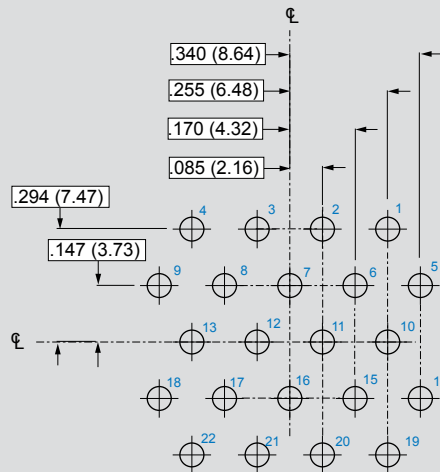 ℄
.340 (8.64)
.255 (6.48)
.170 (4.32)
.085 (2.16)
.294 (7.47)
4 3 2 1
.147 (3.73)
9 8 7 6 5
℄ 13 12 11 10
18 17 16 15
22 21 20 19